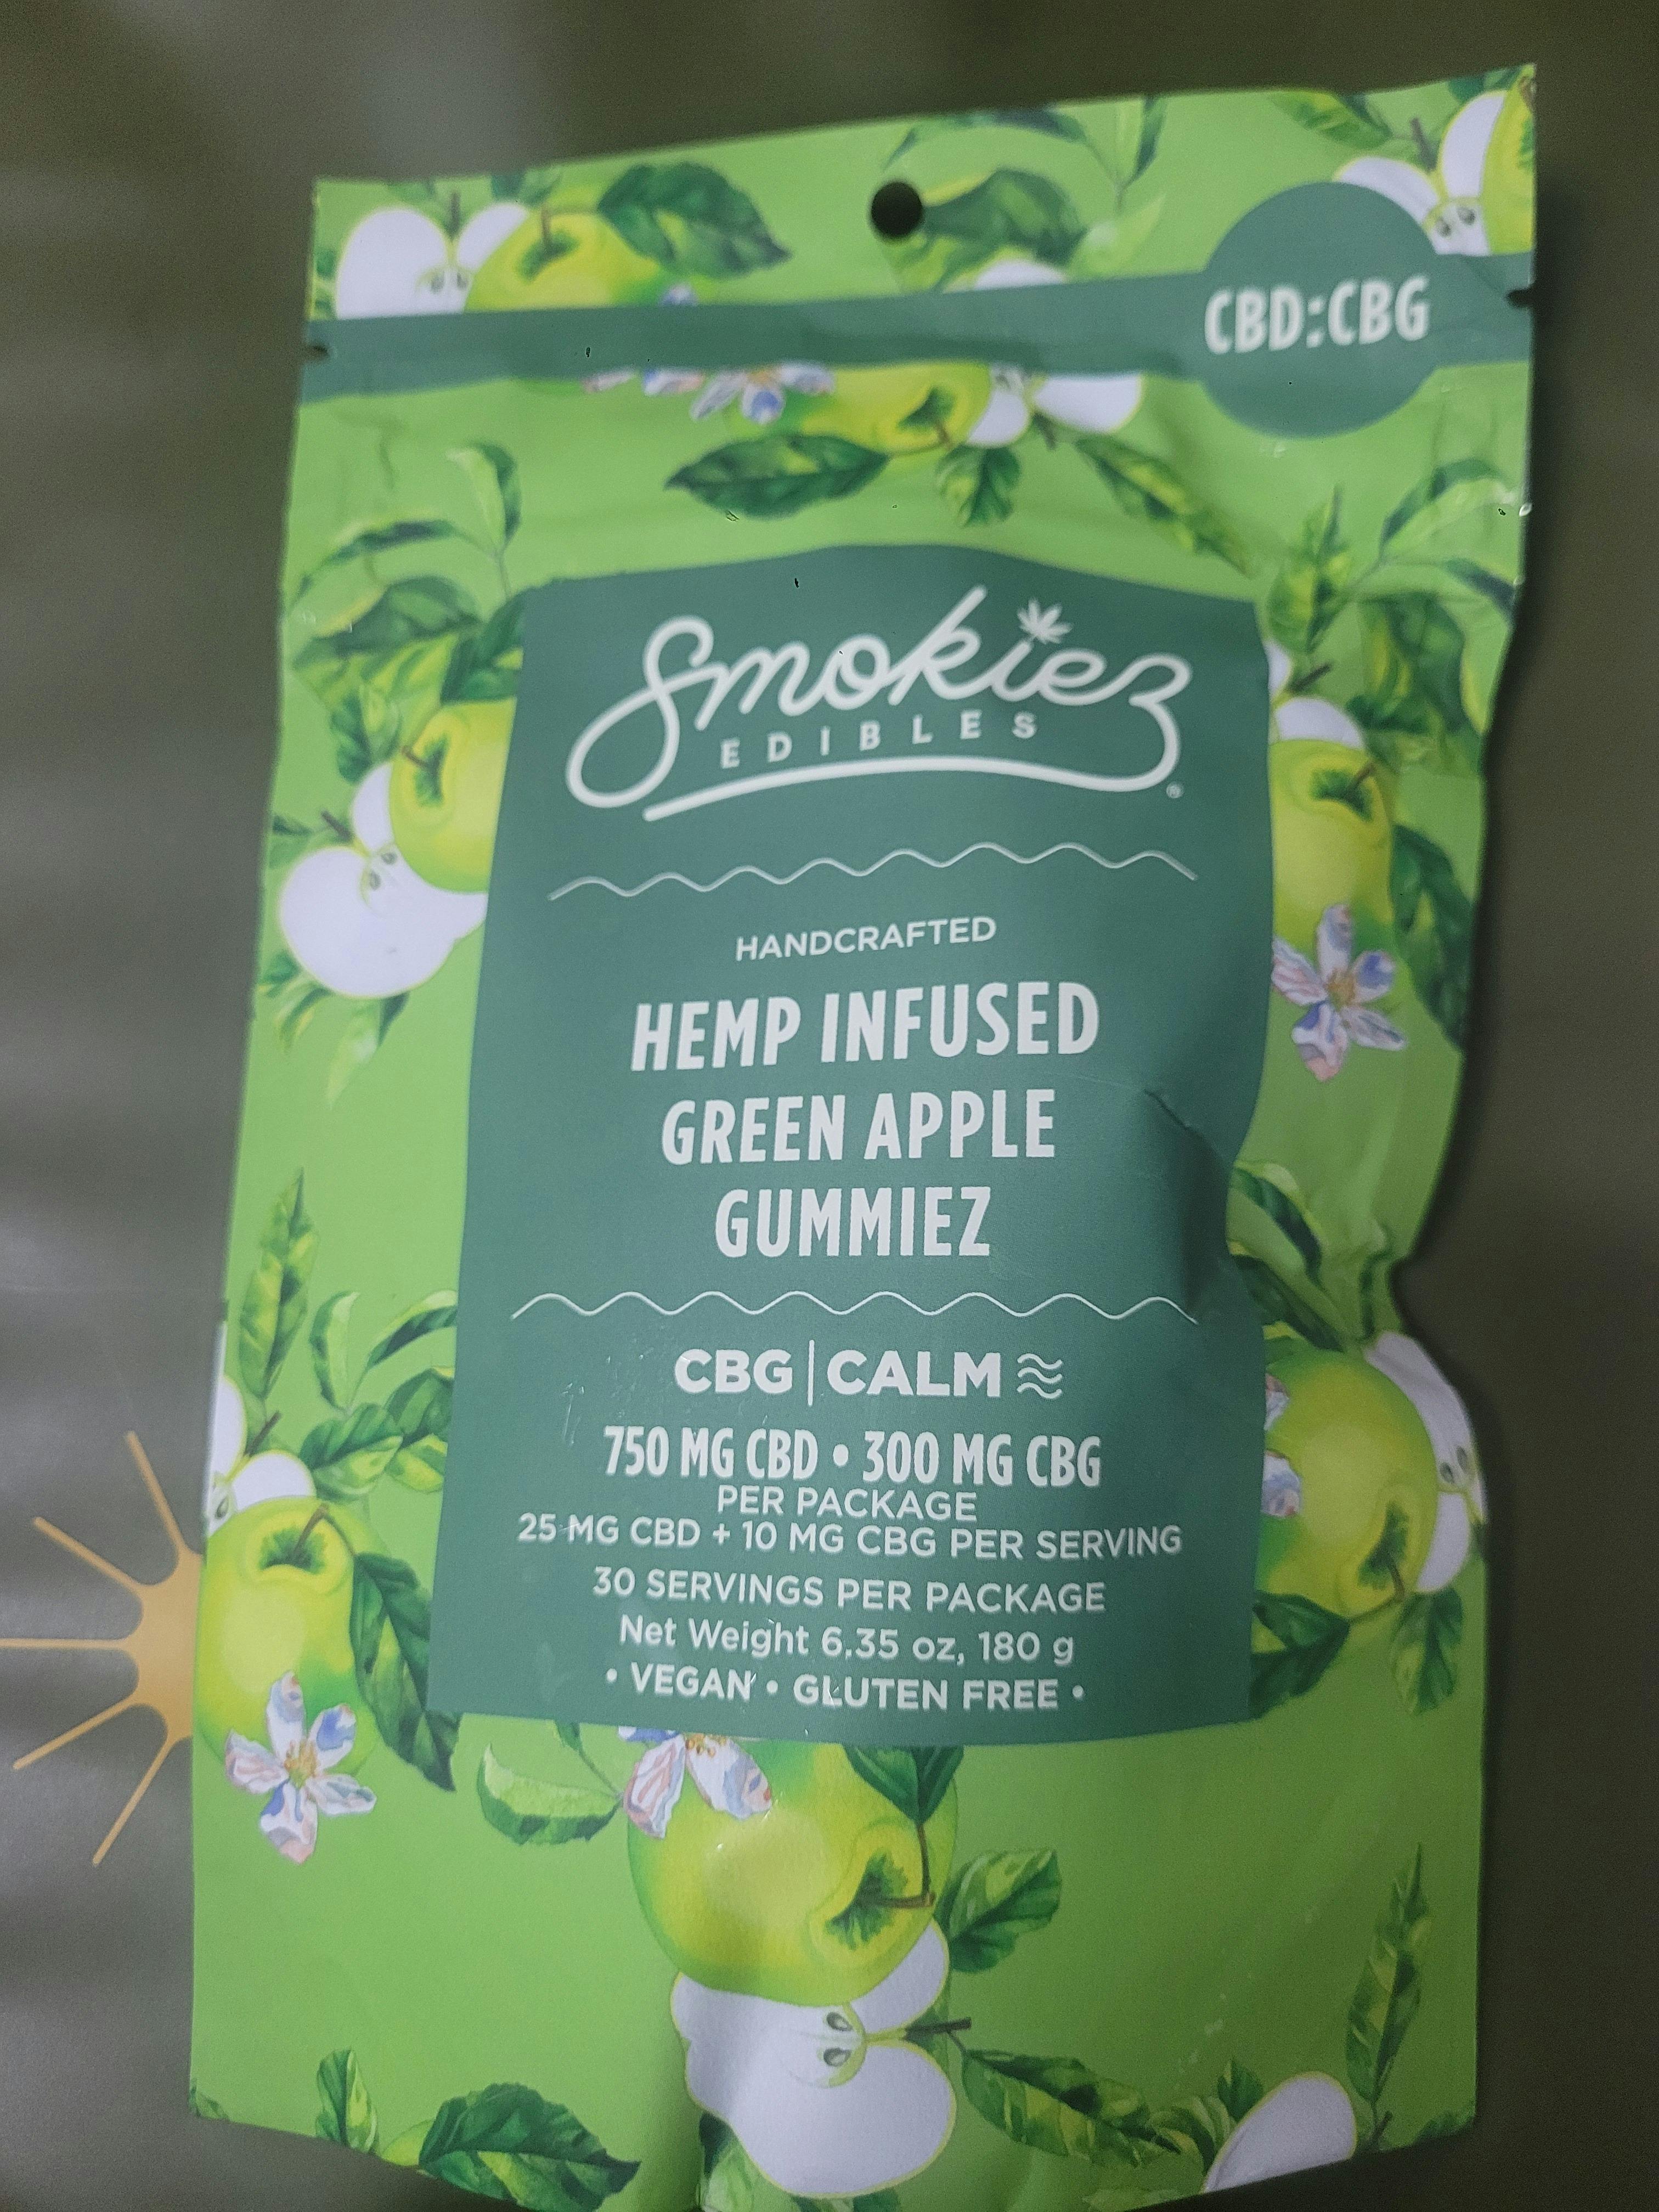 CBD:CBG
Smokiez
EDIBLES
®
HANDCRAFTED
HEMP INFUSED
GREEN APPLE
GUMMIEZ
CBG | CALM
750 MG CBD • 300 MG CBG
PER PACKAGE
25 MG CBD + 10 MG CBG PER SERVING
30 SERVINGS PER PACKAGE
Net Weight 6.35 oz, 180 g
• VEGAN • GLUTEN FREE •